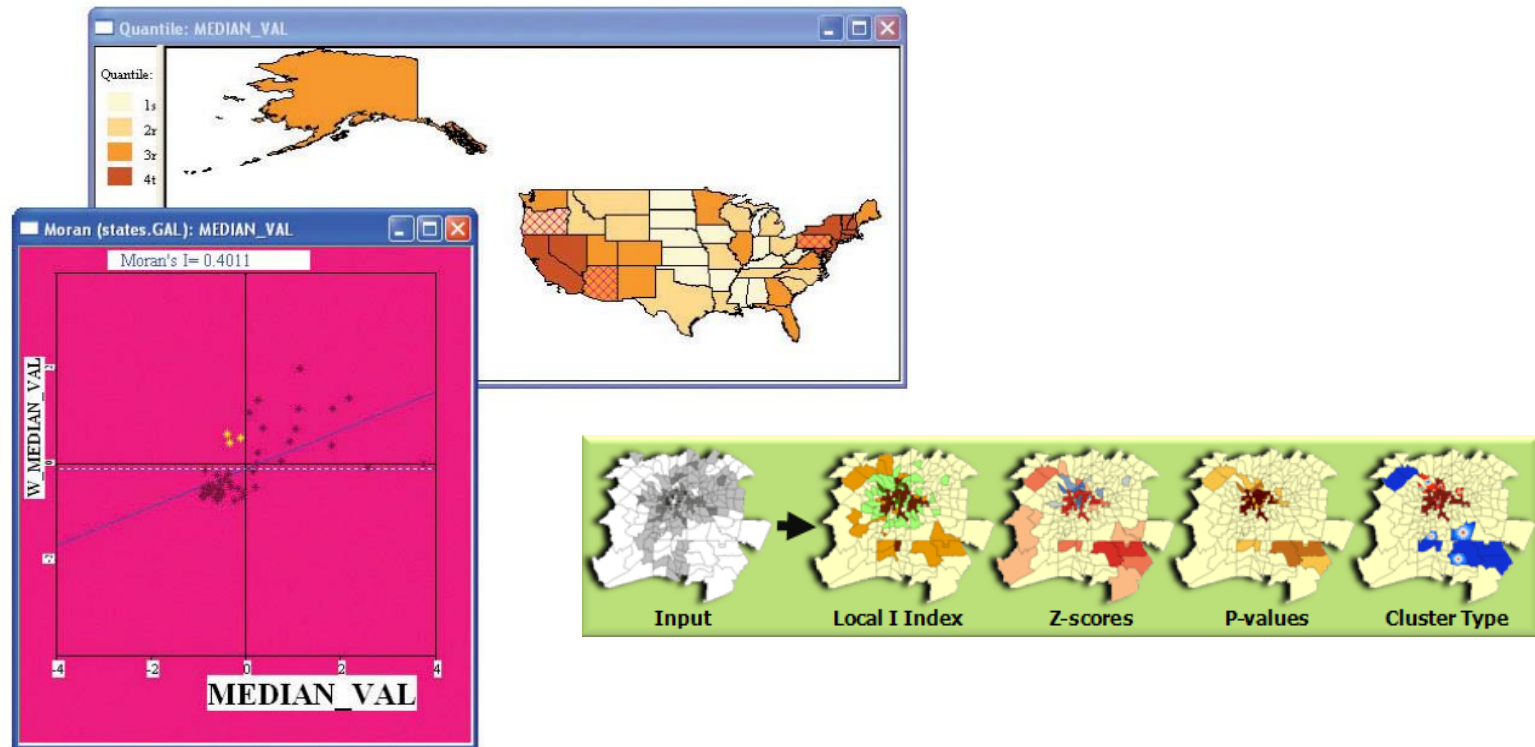 Quantile: MEDIAN_VAL
Quantile:
1s
2r
3r
4t
Moran (states.GAL): MEDIAN_VAL
Moran's I= 0.4011
W_MEDIAN_VAL
2
0
-2
-4
-2
0
2
4
MEDIAN_VAL
Input
Local I Index
Z-scores
P-values
Cluster Type